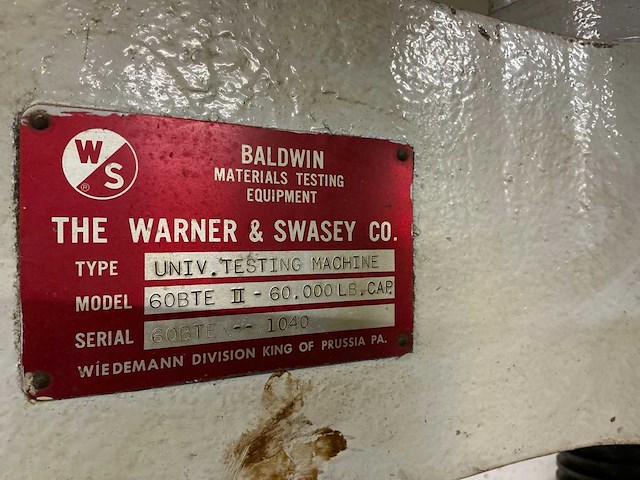 W
S
®
BALDWIN
MATERIALS TESTING
EQUIPMENT
THE WARNER & SWASEY CO.
TYPE UNIV. TESTING MACHINE
MODEL 60BTE II - 60.000 LB. CAP.
SERIAL 60BTE -- 1040
WIEDEMANN DIVISION KING OF PRUSSIA PA.